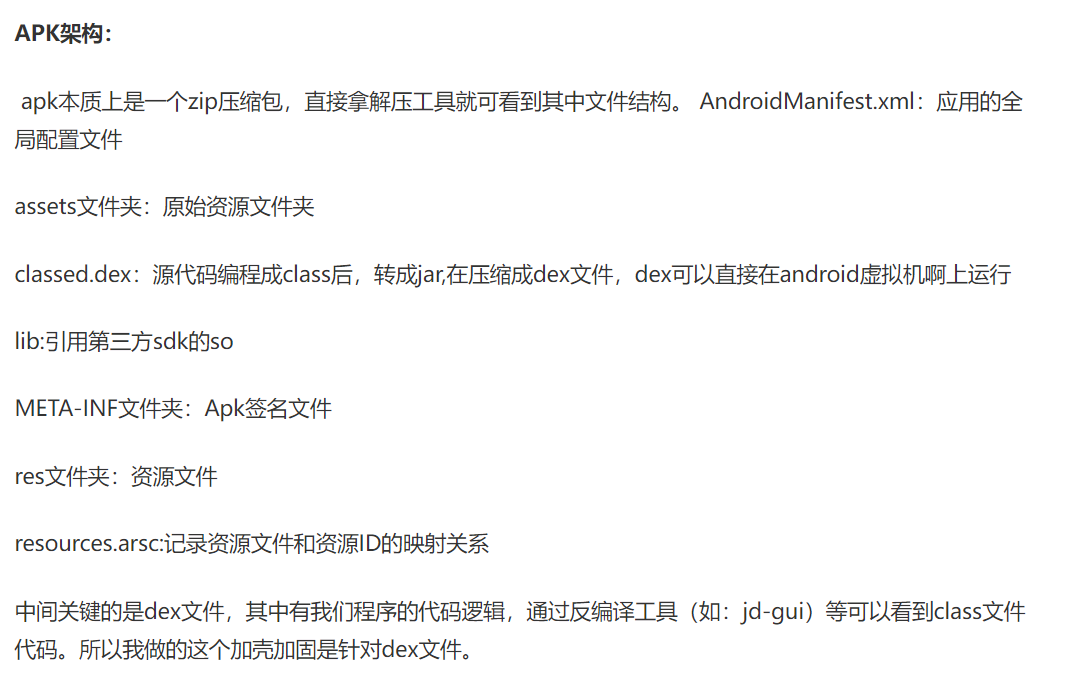 APK架构：
apk本质上是一个zip压缩包，直接拿解压工具就可看到其中文件结构。 AndroidManifest.xml：应用的全
局配置文件
assets文件夹：原始资源文件夹
classed.dex：源代码编程成class后，转成jar,在压缩成dex文件，dex可以直接在android虚拟机啊上运行
lib:引用第三方sdk的so
META-INF文件夹：Apk签名文件
res文件夹：资源文件
resources.arsc:记录资源文件和资源ID的映射关系
中间关键的是dex文件，其中有我们程序的代码逻辑，通过反编译工具（如：jd-gui）等可以看到class文件
代码。所以我做的这个加壳加固是针对dex文件。